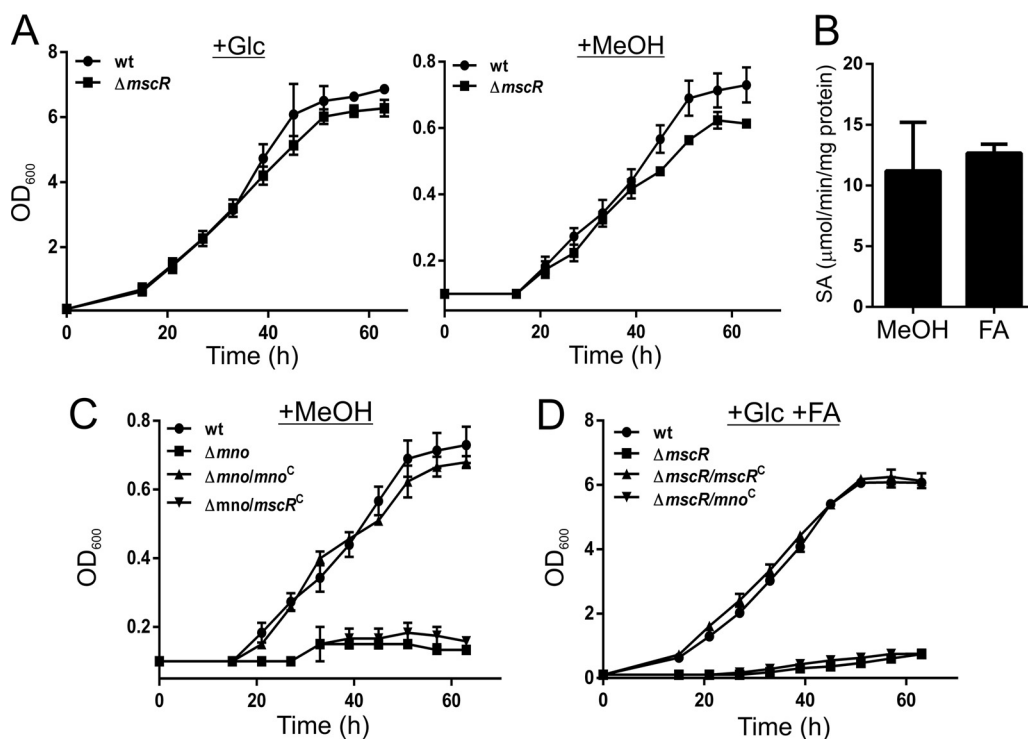 A
+Glc
wt
ΔmscR
OD600
6
4
2
0 20 40 60
Time (h)
+MeOH
wt
ΔmscR
0.8
0.6
0.4
0.2
0 20 40 60
Time (h)
B
SA (µmol/min/mg protein)
20
15
10
5
0
MeOH FA
C
+MeOH
wt
Δmno
Δmno/mnoC
Δmno/mscRC
OD600
0.8
0.6
0.4
0.2
0 20 40 60
Time (h)
D
+Glc +FA
wt
ΔmscR
ΔmscR/mscRC
ΔmscR/mnoC
OD600
8
6
4
2
0
0 20 40 60
Time (h)